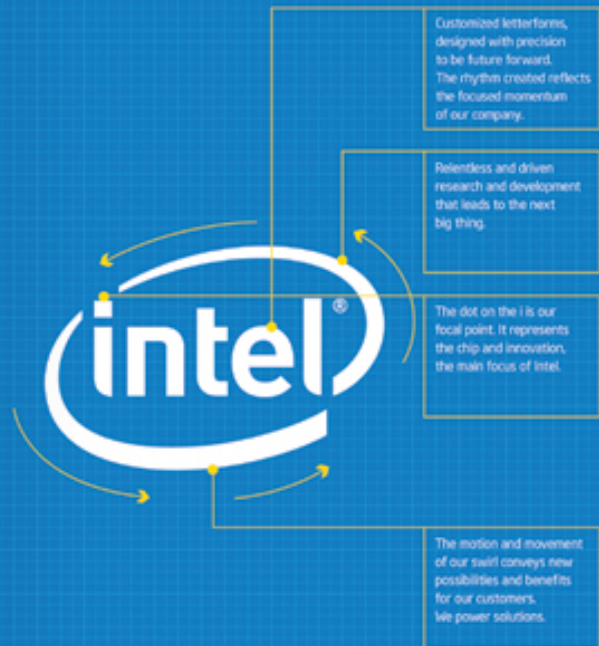 Customized letterforms,
designed with precision
to be future forward.
The rhythm created reflects
the focused momentum
of our company.
Relentless and driven
research and development
that leads to the next
big thing.
intel®
The dot on the i is our
focal point. It represents
the chip and innovation,
the main focus of Intel.
The motion and movement
of our swirl conveys new
possibilities and benefits
for our customers.
We power solutions.